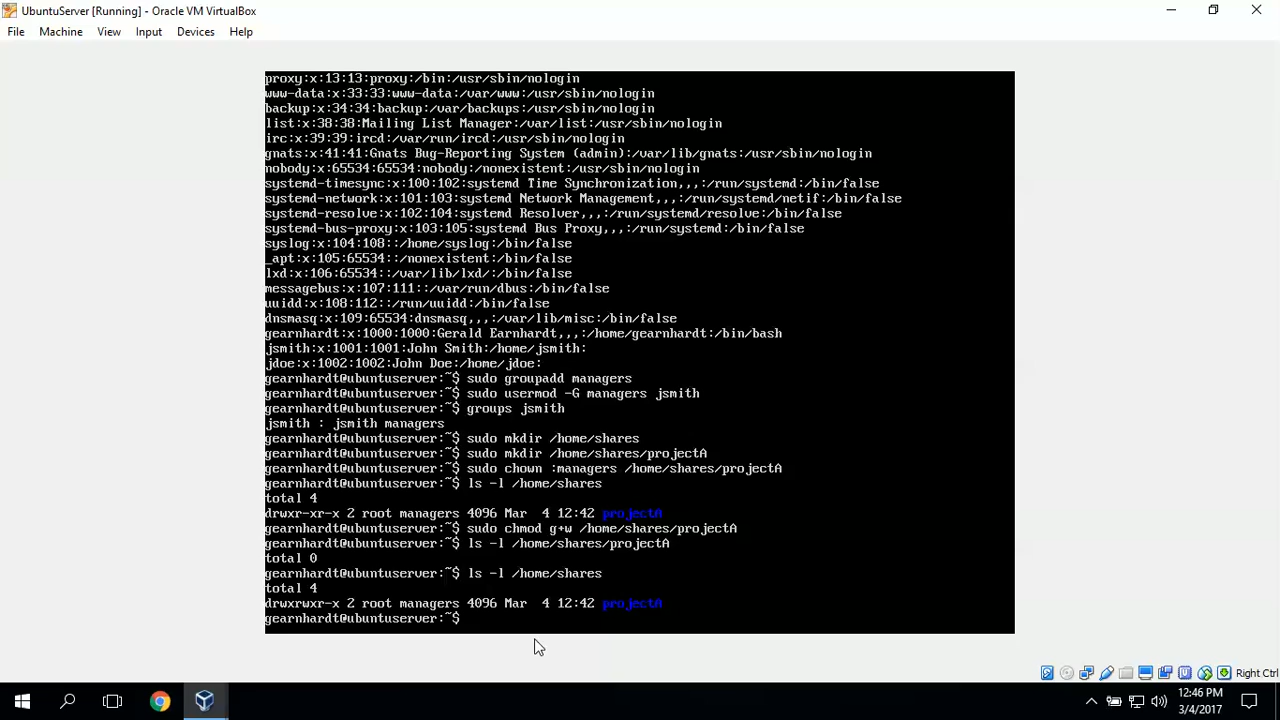 UbuntuServer [Running] - Oracle VM VirtualBox
File Machine View Input Devices Help
proxy:x:13:13:proxy:/bin:/usr/sbin/nologin
www-data:x:33:33:www-data:/var/www:/usr/sbin/nologin
backup:x:34:34:backup:/var/backups:/usr/sbin/nologin
list:x:38:38:Mailing List Manager:/var/list:/usr/sbin/nologin
irc:x:39:39:ircd:/var/run/ircd:/usr/sbin/nologin
gnats:x:41:41:Gnats Bug-Reporting System (admin):/var/lib/gnats:/usr/sbin/nologin
nobody:x:65534:65534:nobody:/nonexistent:/usr/sbin/nologin
systemd-timesync:x:100:102:systemd Time Synchronization,,,:/run/systemd:/bin/false
systemd-network:x:101:103:systemd Network Management,,,:/run/systemd/netif:/bin/false
systemd-resolve:x:102:104:systemd Resolver,,,:/run/systemd/resolve:/bin/false
systemd-bus-proxy:x:103:105:systemd Bus Proxy,,,:/run/systemd:/bin/false
syslog:x:104:108::/home/syslog:/bin/false
_apt:x:105:65534::/nonexistent:/bin/false
lxd:x:106:65534::/var/lib/lxd/:/bin/false
messagebus:x:107:111::/var/run/dbus:/bin/false
uuidd:x:108:112::/run/uuidd:/bin/false
dnsmasq:x:109:65534:dnsmasq,,,:/var/lib/misc:/bin/false
gearnhardt:x:1000:1000:Gerald Earnhardt,,,:/home/gearnhardt:/bin/bash
jsmith:x:1001:1001:John Smith:/home/jsmith:
jdoe:x:1002:1002:John Doe:/home/jdoe:
gearnhardt@ubuntuserver:~$ sudo groupadd managers
gearnhardt@ubuntuserver:~$ sudo usermod -G managers jsmith
gearnhardt@ubuntuserver:~$ groups jsmith
jsmith : jsmith managers
gearnhardt@ubuntuserver:~$ sudo mkdir /home/shares
gearnhardt@ubuntuserver:~$ sudo mkdir /home/shares/projectA
gearnhardt@ubuntuserver:~$ sudo chown :managers /home/shares/projectA
gearnhardt@ubuntuserver:~$ ls -l /home/shares
total 4
drwxr-xr-x 2 root managers 4096 Mar  4 12:42 projectA
gearnhardt@ubuntuserver:~$ sudo chmod g+w /home/shares/projectA
gearnhardt@ubuntuserver:~$ ls -l /home/shares/projectA
total 0
gearnhardt@ubuntuserver:~$ ls -l /home/shares
total 4
drwxrwxr-x 2 root managers 4096 Mar  4 12:42 projectA
gearnhardt@ubuntuserver:~$
Right Ctrl
12:46 PM
3/4/2017